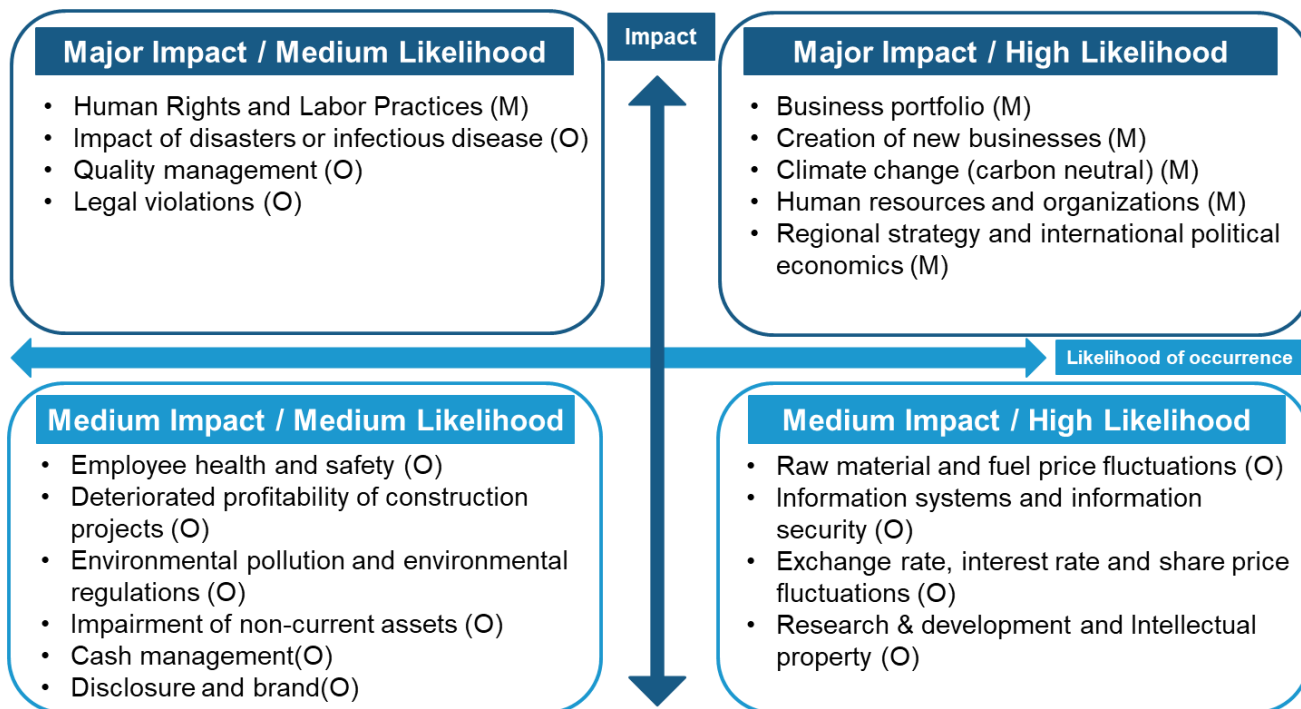 Major Impact / Medium Likelihood
• Human Rights and Labor Practices (M)
• Impact of disasters or infectious disease (O)
• Quality management (O)
• Legal violations (O)
Impact
Major Impact / High Likelihood
• Business portfolio (M)
• Creation of new businesses (M)
• Climate change (carbon neutral) (M)
• Human resources and organizations (M)
• Regional strategy and international political
economics (M)
Likelihood of occurrence
Medium Impact / Medium Likelihood
• Employee health and safety (O)
• Deteriorated profitability of construction
projects (O)
• Environmental pollution and environmental
regulations (O)
• Impairment of non-current assets (O)
• Cash management(O)
• Disclosure and brand(O)
Medium Impact / High Likelihood
• Raw material and fuel price fluctuations (O)
• Information systems and information
security (O)
• Exchange rate, interest rate and share price
fluctuations (O)
• Research & development and Intellectual
property (O)